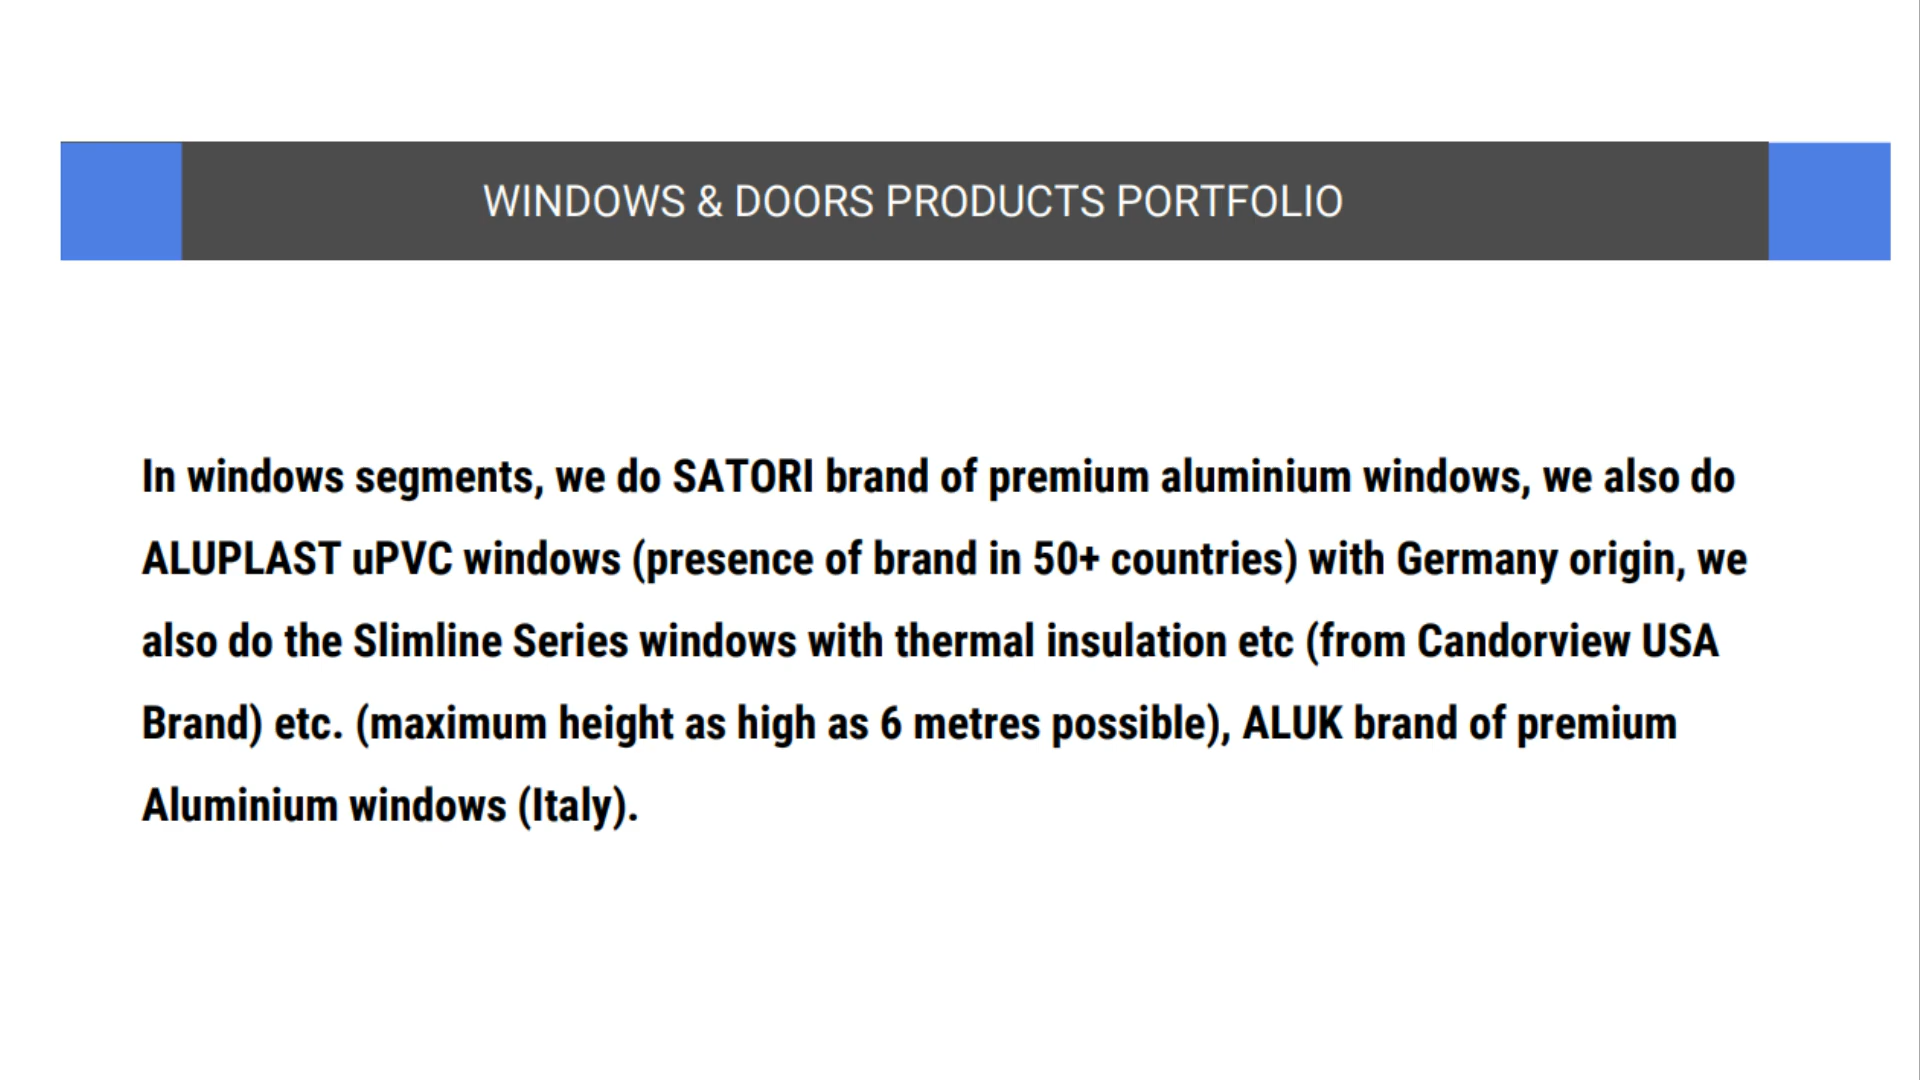 WINDOWS & DOORS PRODUCTS PORTFOLIO
In windows segments, we do SATORI brand of premium aluminium windows, we also do
ALUPLAST uPVC windows (presence of brand in 50+ countries) with Germany origin, we
also do the Slimline Series windows with thermal insulation etc (from Candorview USA
Brand) etc. (maximum height as high as 6 metres possible), ALUK brand of premium
Aluminium windows (Italy).